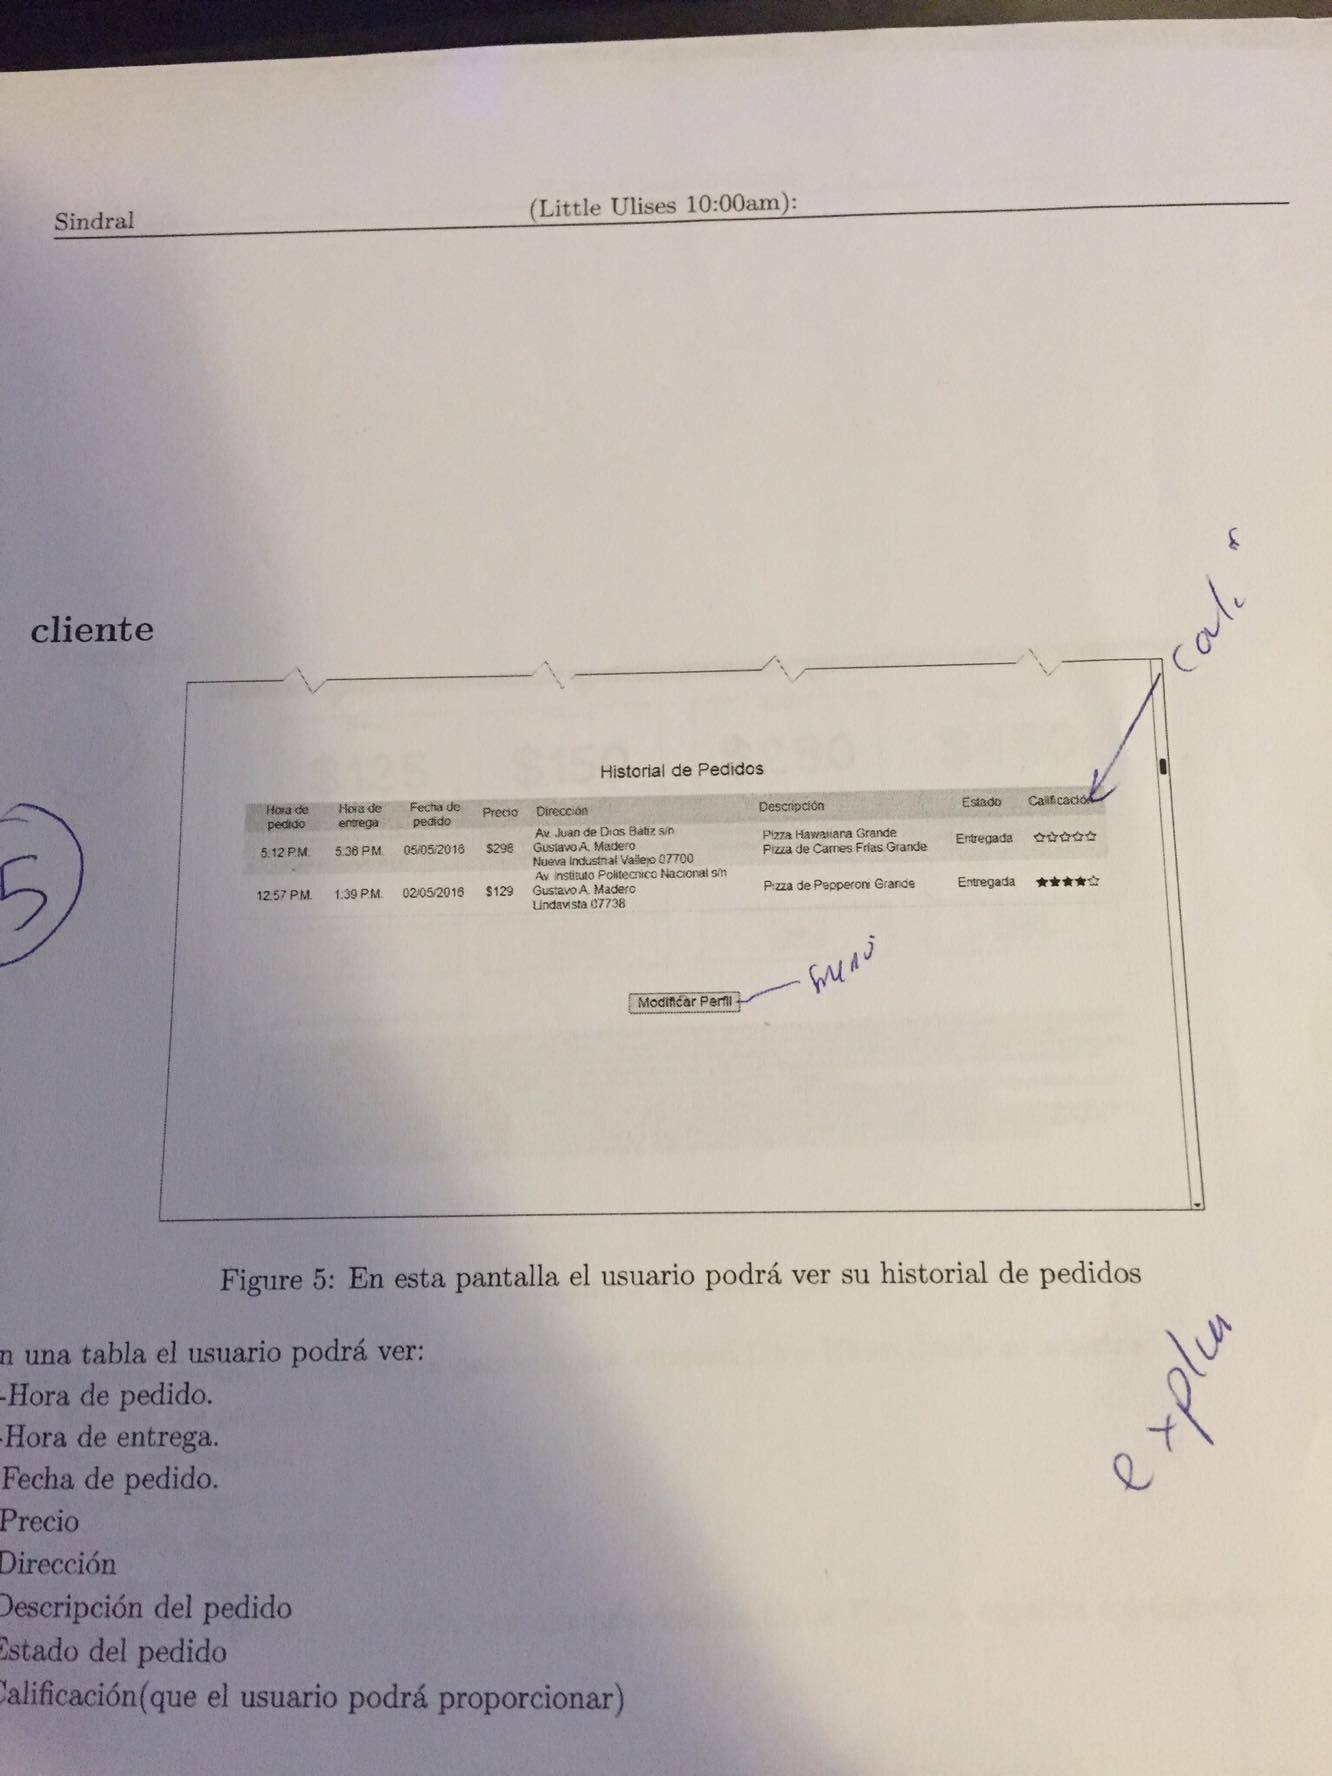 Sindral
(Little Ulises 10:00am):
cal.
cliente
Historial de Pedidos
Hora de pedido Hora de entrega Fecha de pedido Precio Dirección Descripción Estado Calificación
5:12 P.M. 5:36 P.M. 05/05/2016 $298 Av. Juan de Dios Bátiz s/n Pizza Hawaiiana Grande Entregada ☆☆☆☆☆
Gustavo A. Madero Pizza de Carnes Frías Grande
Nueva Industrial Vallejo 07700
12:57 P.M. 1:39 P.M. 02/05/2016 $129 Av. Instituto Politecnico Nacional s/n Pizza de Pepperoni Grande Entregada ★★★★☆
Gustavo A. Madero
Lindavista 07738
5
Modificar Perfil
Figure 5: En esta pantalla el usuario podrá ver su historial de pedidos
n una tabla el usuario podrá ver:
-Hora de pedido.
-Hora de entrega.
Fecha de pedido.
Precio
Dirección
Descripción del pedido
Estado del pedido
Calificación(que el usuario podrá proporcionar)